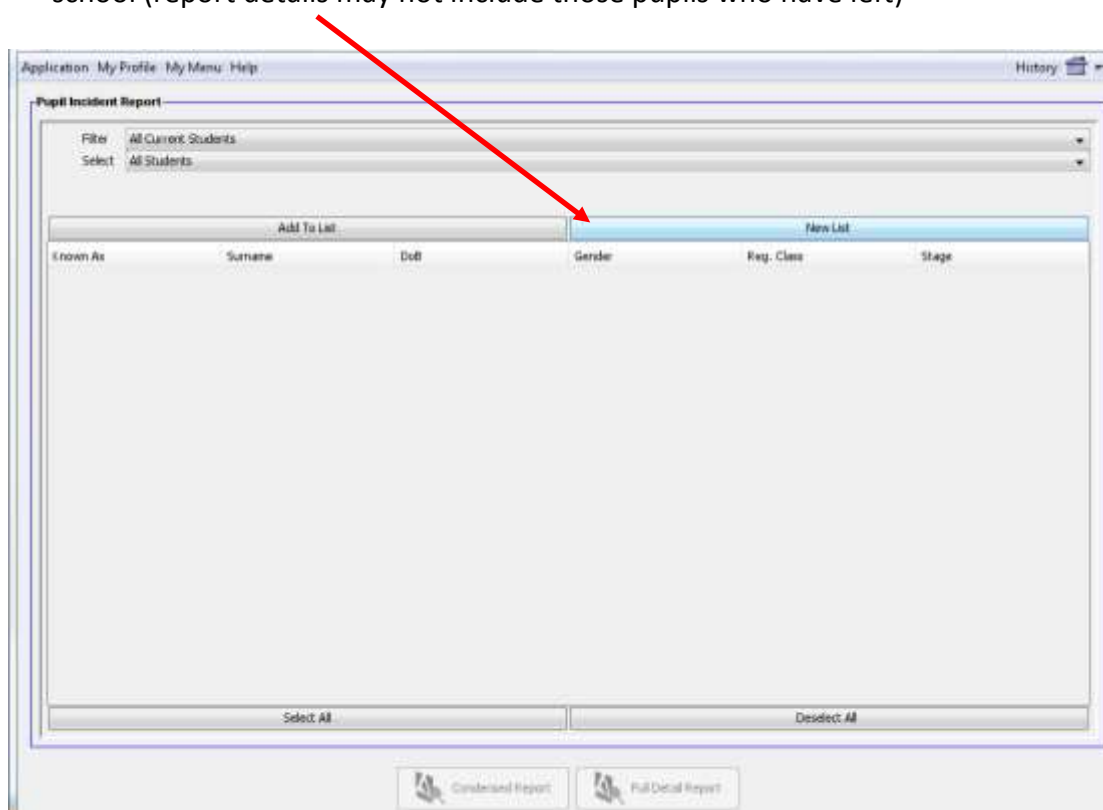 school (report details may not include those pupils who have left)
Application My Profile My Menu Help History
Pupil Incident Report
Filter All Current Students
Select All Students
Add To List New List
Known As Surname DoB Gender Reg. Class Stage
Select All Deselect All
Condensed Report Full Detail Report